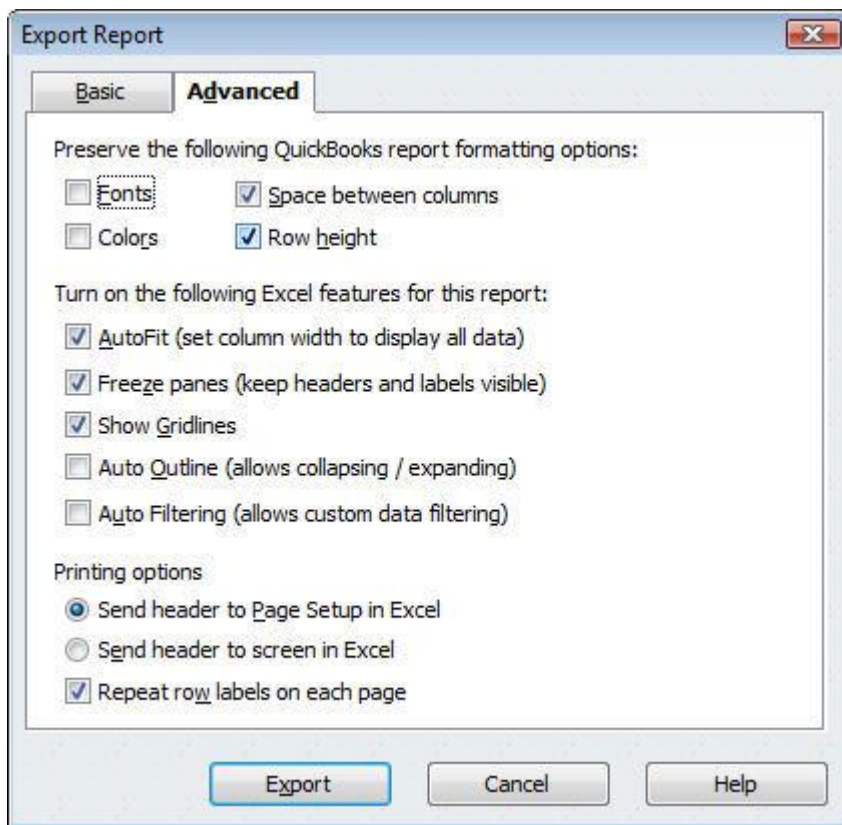 Export Report
Basic Advanced
Preserve the following QuickBooks report formatting options:
Fonts Space between columns
Colors Row height
Turn on the following Excel features for this report:
AutoFit (set column width to display all data)
Freeze panes (keep headers and labels visible)
Show Gridlines
Auto Outline (allows collapsing / expanding)
Auto Filtering (allows custom data filtering)
Printing options
Send header to Page Setup in Excel
Send header to screen in Excel
Repeat row labels on each page
Export Cancel Help